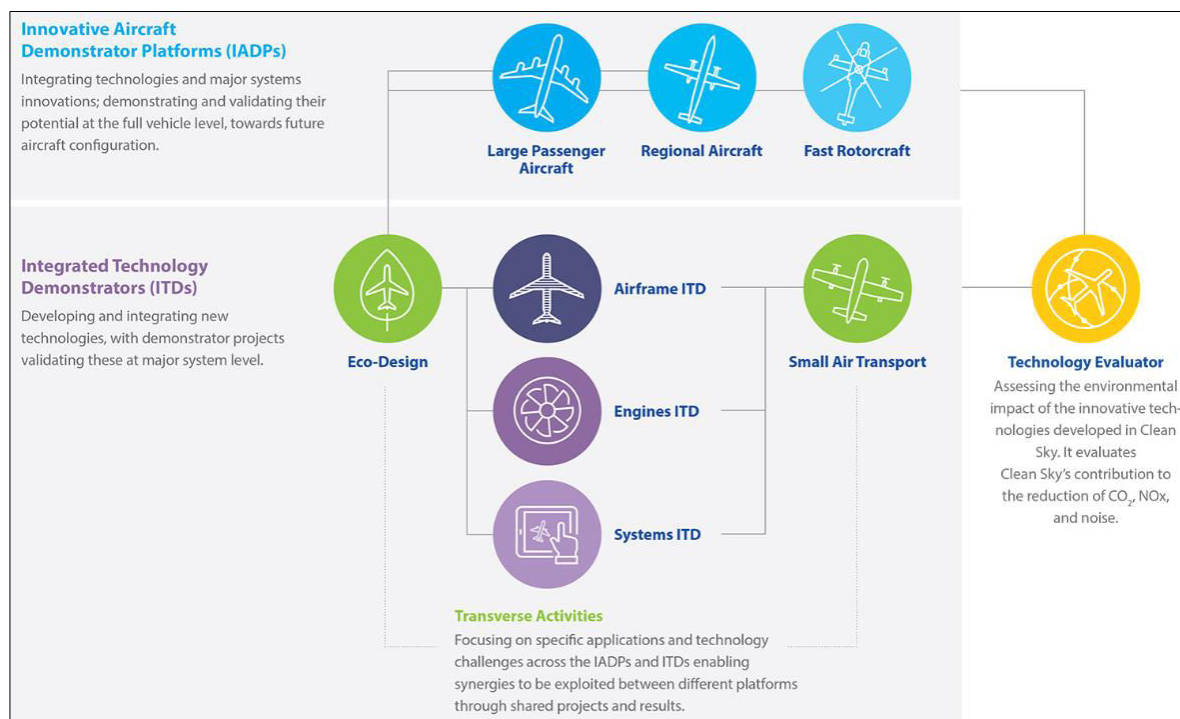 Innovative Aircraft
Demonstrator Platforms (IADPs)
Integrating technologies and major systems
innovations; demonstrating and validating their
potential at the full vehicle level, towards future
aircraft configuration.
Large Passenger
Aircraft
Regional Aircraft
Fast Rotorcraft
Integrated Technology
Demonstrators (ITDs)
Developing and integrating new
technologies, with demonstrator projects
validating these at major system level.
Eco-Design
Airframe ITD
Engines ITD
Systems ITD
Small Air Transport
Technology Evaluator
Assessing the environmental
impact of the innovative tech-
nologies developed in Clean
Sky. It evaluates
Clean Sky's contribution to
the reduction of CO₂, NOx,
and noise.
Transverse Activities
Focusing on specific applications and technology
challenges across the IADPs and ITDs enabling
synergies to be exploited between different platforms
through shared projects and results.